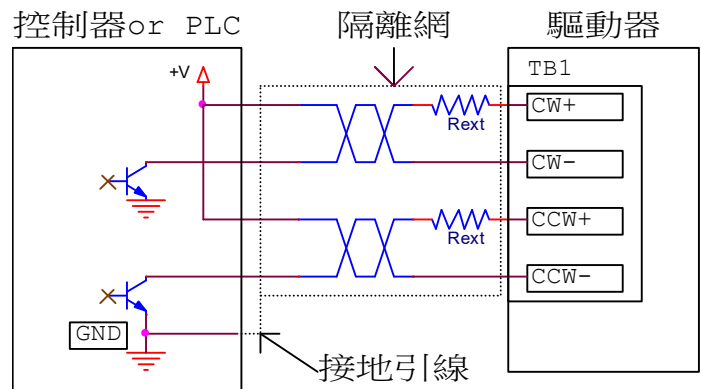 控制器or PLC
隔離網
驅動器
+V
TB1
CW+
Rext
CW-
CCW+
Rext
CCW-
GND
接地引線